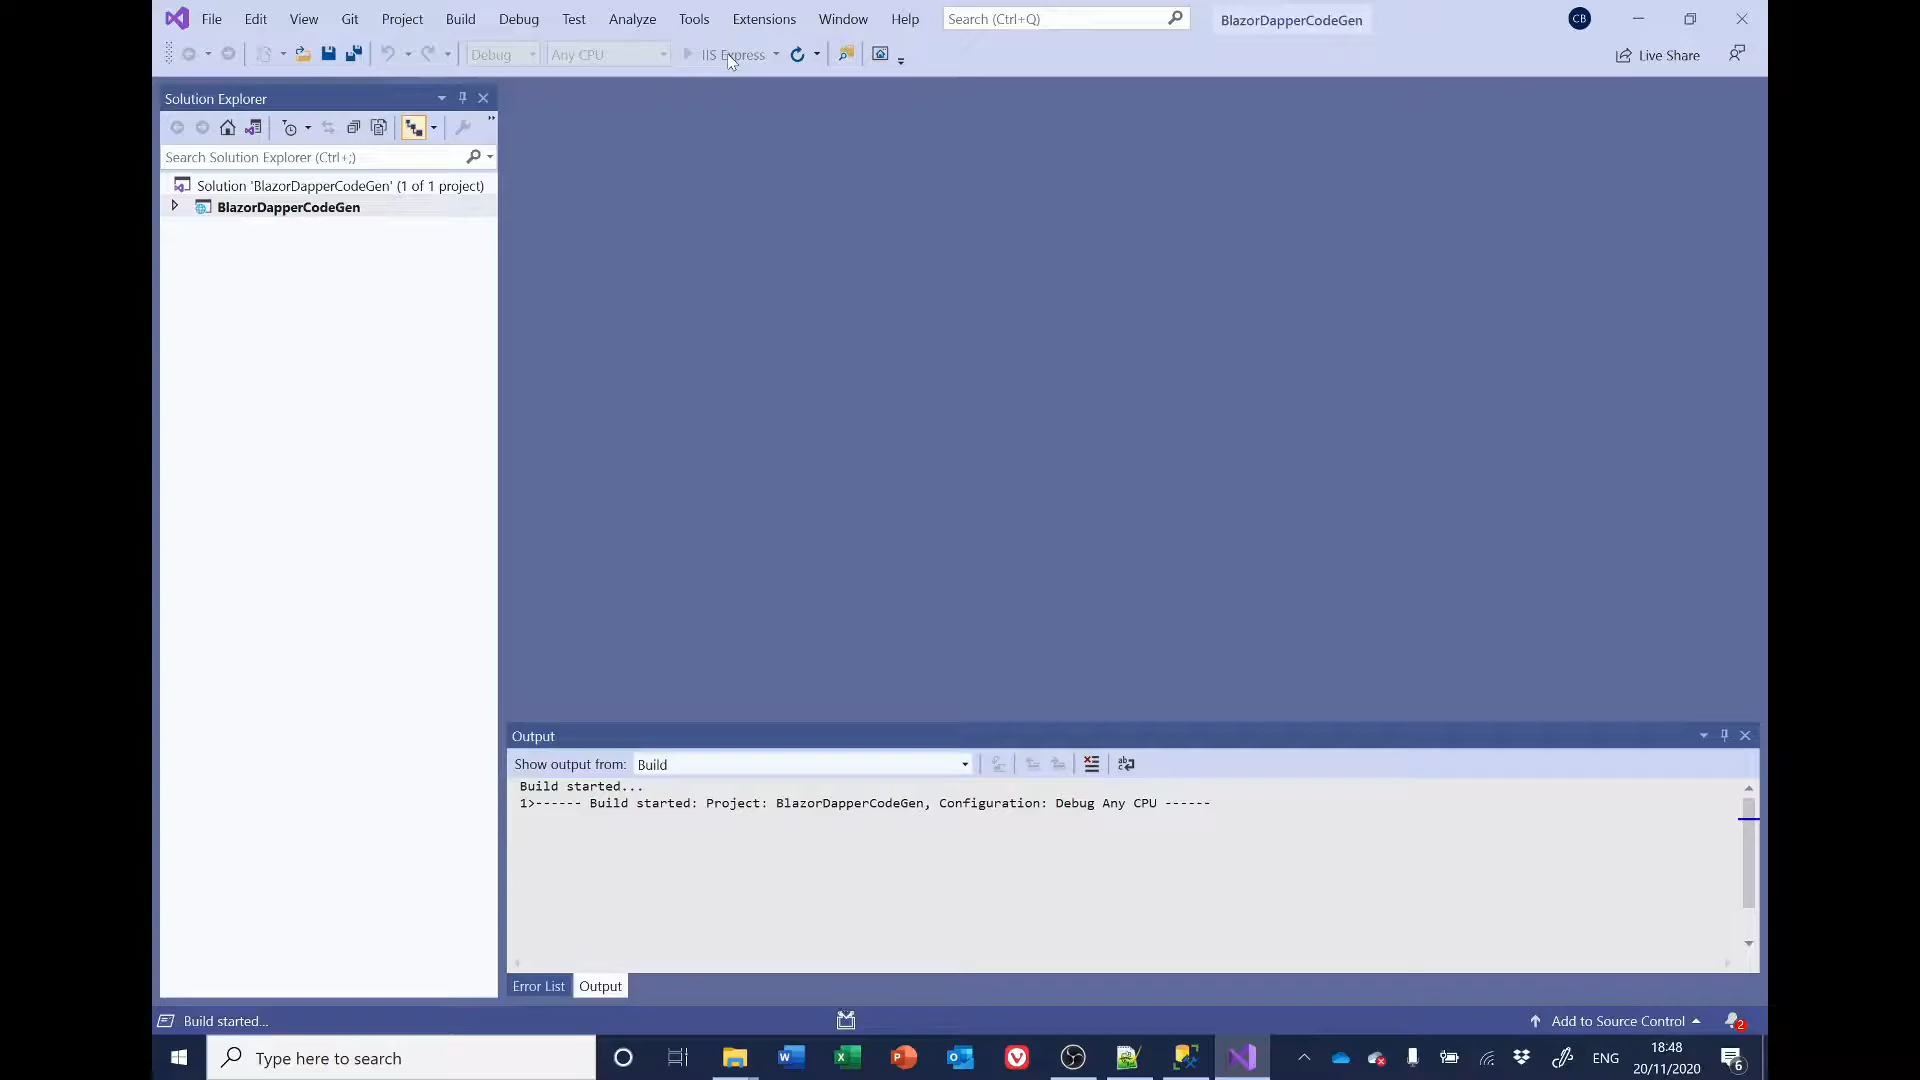 File Edit View Git Project Build Debug Test Analyze Tools Extensions Window Help Search (Ctrl+Q) BlazorDapperCodeGen CB
Debug Any CPU IIS Express Live Share
Solution Explorer
Search Solution Explorer (Ctrl+;)
Solution 'BlazorDapperCodeGen' (1 of 1 project)
BlazorDapperCodeGen
Output
Show output from: Build
Build started...
1>------ Build started: Project: BlazorDapperCodeGen, Configuration: Debug Any CPU ------
Error List Output
Build started... Add to Source Control 2
Type here to search ENG 18:48 6
20/11/2020